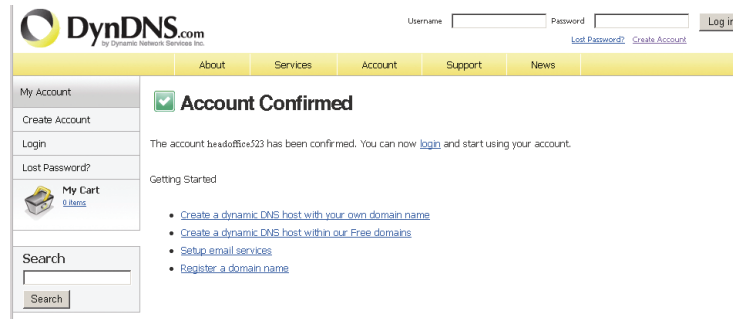 DynDNS.com
by Dynamic Network Services Inc.
Username
Password
Log in
Lost Password? Create Account
About Services Account Support News
My Account
Create Account
Login
Lost Password?
My Cart
0 items
Search
Search
Account Confirmed
The account headoffice523 has been confirmed. You can now login and start using your account.
Getting Started
Create a dynamic DNS host with your own domain name
Create a dynamic DNS host within our Free domains
Setup email services
Register a domain name